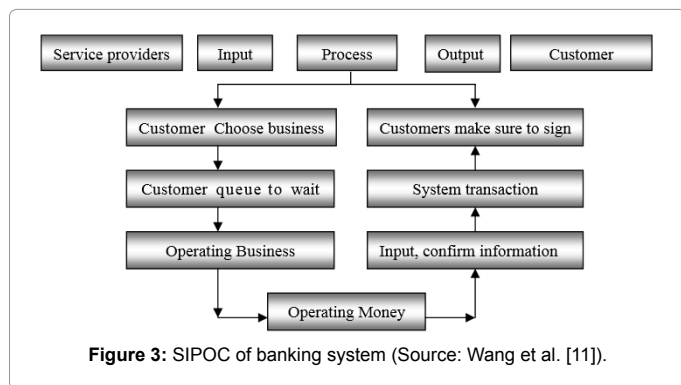 Service providers Input Process Output Customer
Customer Choose business Customers make sure to sign
Customer queue to wait System transaction
Operating Business Input, confirm information
Operating Money
Figure 3: SIPOC of banking system (Source: Wang et al. [11]).